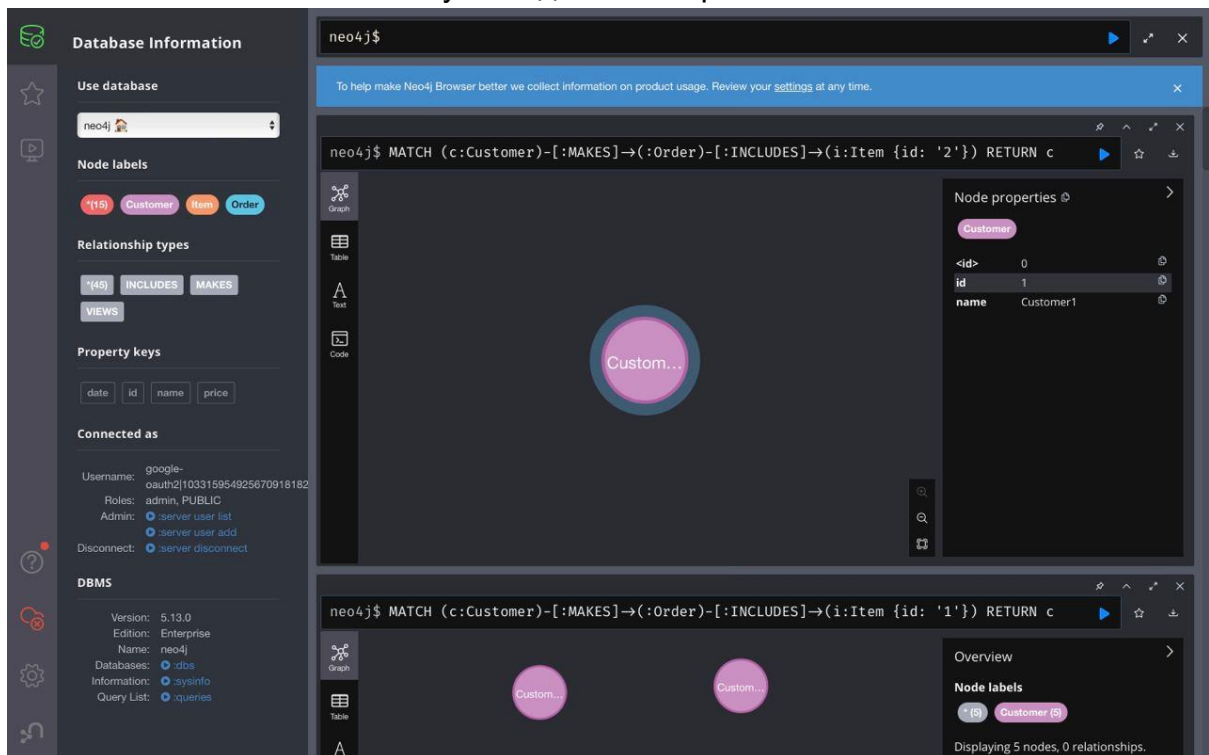 Database Information
Use database
neo4j
Node labels
*(15) Customer Item Order
Relationship types
*(45) INCLUDES MAKES
VIEWS
Property keys
date id name price
Connected as
Username: google-
oauth2|103315954925670918182
Roles: admin, PUBLIC
Admin: :server user list
:server user add
Disconnect: :server disconnect
DBMS
Version: 5.13.0
Edition: Enterprise
Name: neo4j
Databases: :dbs
Information: :sysinfo
Query List: :queries
neo4j$
To help make Neo4j Browser better we collect information on product usage. Review your settings at any time.
neo4j$ MATCH (c:Customer)-[:MAKES]→(:Order)-[:INCLUDES]→(i:Item {id: '2'}) RETURN c
Graph
Table
A
Text
Code
Custom...
Node properties
Customer
<id> 0
id 1
name Customer1
neo4j$ MATCH (c:Customer)-[:MAKES]→(:Order)-[:INCLUDES]→(i:Item {id: '1'}) RETURN c
Graph
Table
A
Custom...
Custom...
Overview
Node labels
* (5) Customer (5)
Displaying 5 nodes, 0 relationships.